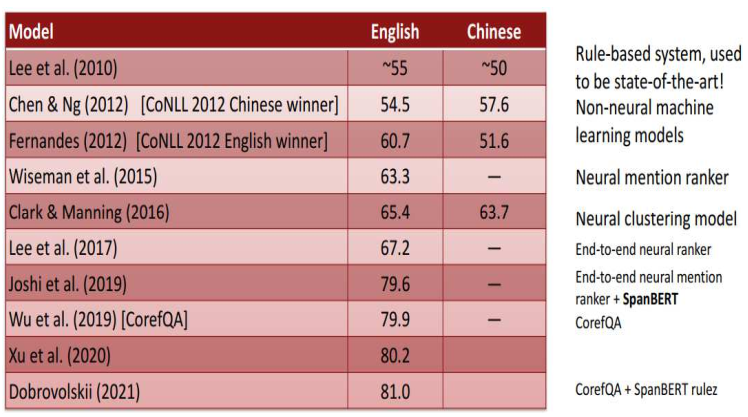 Model English Chinese
Lee et al. (2010) ~55 ~50
Rule-based system, used
to be state-of-the-art!
Chen & Ng (2012) [CoNLL 2012 Chinese winner] 54.5 57.6
Non-neural machine
learning models
Fernandes (2012) [CoNLL 2012 English winner] 60.7 51.6
Wiseman et al. (2015) 63.3 — Neural mention ranker
Clark & Manning (2016) 65.4 63.7 Neural clustering model
Lee et al. 2017) 67.2 — End-to-end neural ranker
Joshi et al. (2019) 79.6 — End-to-end neural mention
ranker + SpanBERT
Wu et al. (2019) [CorefQA] 79.9 — CorefQA
Xu et al. (2020) 80.2
Dobrovolskii (2021) 81.0 CorefQA + SpanBERT rulez